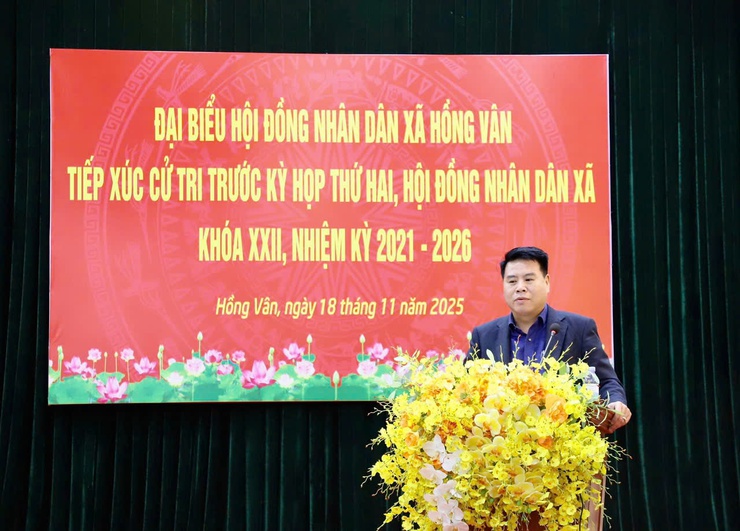 ĐẠI BIỂU HỘI ĐỒNG NHÂN DÂN XÃ HỒNG VÂN
TIẾP XÚC CỬ TRI TRƯỚC KỲ HỌP THỨ HAI, HỘI ĐỒNG NHÂN DÂN XÃ
KHÓA XXII, NHIỆM KỲ 2021 - 2026
Hồng Vân, ngày 18 tháng 11 năm 2025